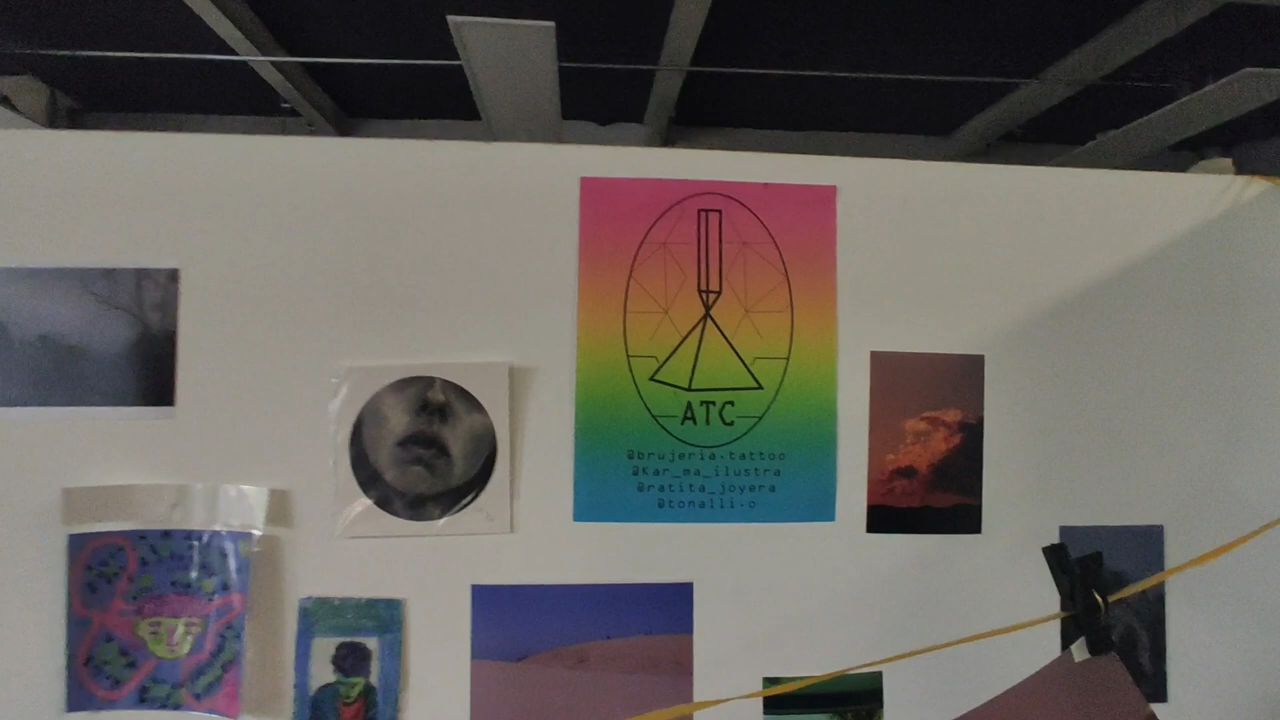 ATC
@brujeria.tattoo
@Kar_ma_ilustra
@ratita_joyera
@tonalli.o